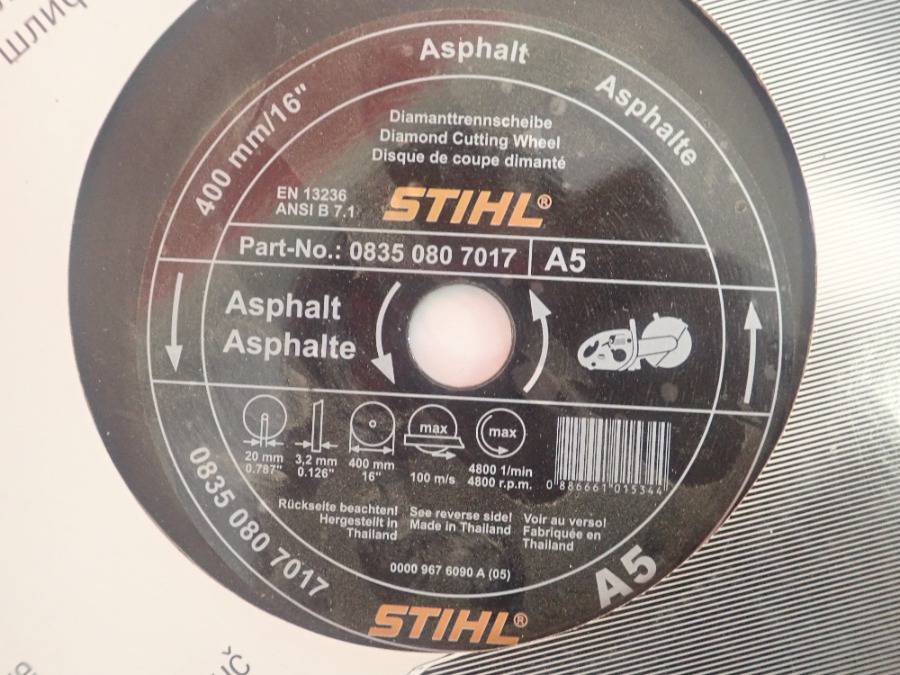 шлиф
Asphalt
Asphalte
400 mm/16"
Diamanttrennscheibe
Diamond Cutting Wheel
Disque de coupe dimanté
EN 13236
ANSI B 7.1
STIHL®
Part-No.: 0835 080 7017
A5
Asphalt
Asphalte
max
max
20 mm
0.787"
3,2 mm
0.126"
400 mm
16"
100 m/s
4800 1/min
4800 r.p.m.
0 886661 015344
Rückseite beachten!
Hergestellt in
Thailand
See reverse side!
Made in Thailand
Voir au verso!
Fabriquée en
Thailand
0000 967 6090 A (05)
0835 080 7017
A5
STIHL®